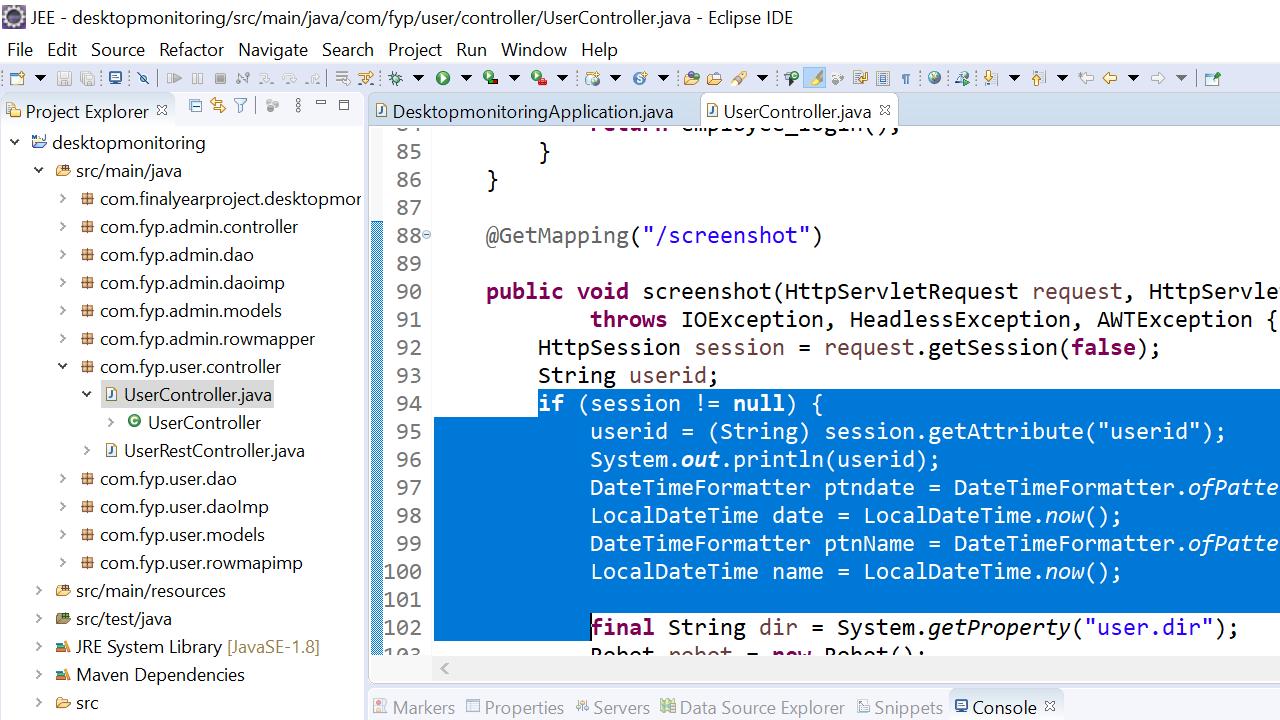 JEE - desktopmonitoring/src/main/java/com/fyp/user/controller/UserController.java - Eclipse IDE
File Edit Source Refactor Navigate Search Project Run Window Help
Project Explorer
desktopmonitoring
src/main/java
com.finalyearproject.desktopmor
com.fyp.admin.controller
com.fyp.admin.dao
com.fyp.admin.daoimp
com.fyp.admin.models
com.fyp.admin.rowmapper
com.fyp.user.controller
UserController.java
UserController
UserRestController.java
com.fyp.user.dao
com.fyp.user.daoImp
com.fyp.user.models
com.fyp.user.rowmapimp
src/main/resources
src/test/java
JRE System Library [JavaSE-1.8]
Maven Dependencies
src
DesktopmonitoringApplication.java UserController.java
84 return employee_login();
85 }
86 }
87
88 @GetMapping("/screenshot")
89
90 public void screenshot(HttpServletRequest request, HttpServle
91 throws IOException, HeadlessException, AWTException {
92 HttpSession session = request.getSession(false);
93 String userid;
94 if (session != null) {
95 userid = (String) session.getAttribute("userid");
96 System.out.println(userid);
97 DateTimeFormatter ptndate = DateTimeFormatter.ofPatte
98 LocalDateTime date = LocalDateTime.now();
99 DateTimeFormatter ptnName = DateTimeFormatter.ofPatte
100 LocalDateTime name = LocalDateTime.now();
101
102 final String dir = System.getProperty("user.dir");
103 Robot robot = new Robot();
Markers Properties Servers Data Source Explorer Snippets Console